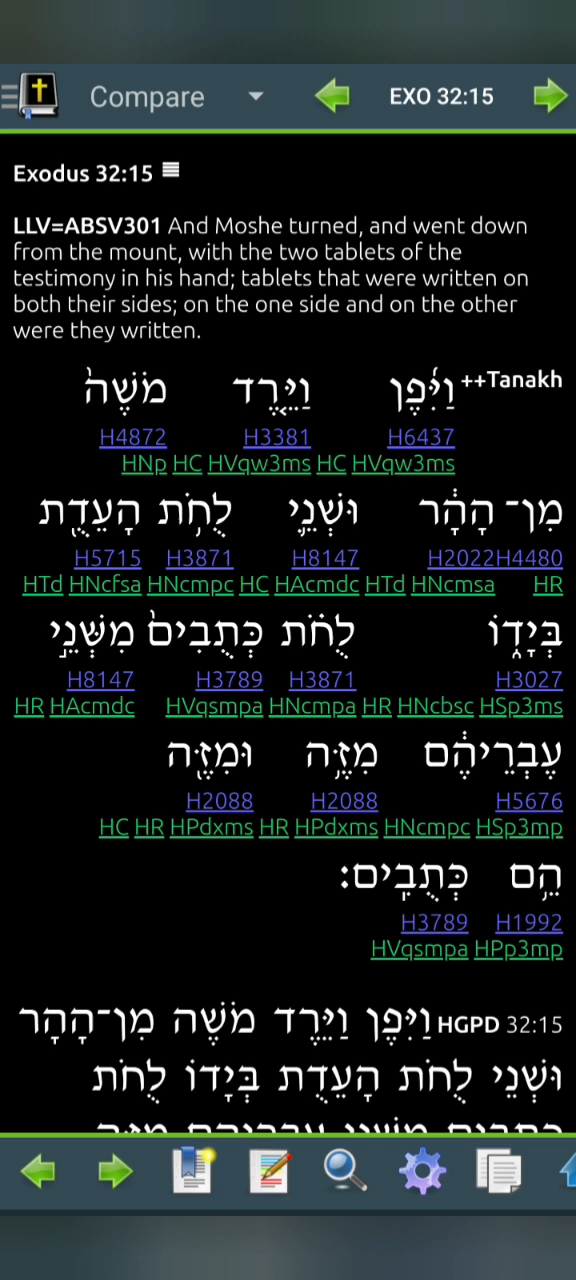 Compare EXO 32:15
Exodus 32:15
LLV=ABSV301 And Moshe turned, and went down
from the mount, with the two tablets of the
testimony in his hand; tablets that were written on
both their sides; on the one side and on the other
were they written.
++Tanakh וַיִּ֜פֶן וַיֵּ֤רֶד מֹשֶׁה֙
H4872 H3381 H6437
HNp HC HVqw3ms HC HVqw3ms
מִן־ הָהָ֔ר וּשְׁנֵ֛י לֻחֹ֥ת הָעֵדֻ֖ת
H5715 H3871 H8147 H2022H4480
HTd HNcfsa HNcmpc HC HAcmdc HTd HNcmsa HR
בְּיָד֑וֹ לֻחֹ֗ת כְּתֻבִים֙ מִשְּׁנֵ֣י
H8147 H3789 H3871 H3027
HR HAcmdc HVqsmpa HNcmpa HR HNcbsc HSp3ms
עֶבְרֵיהֶ֔ם מִזֶּ֥ה וּמִזֶּ֖ה
H2088 H2088 H5676
HC HR HPdxms HR HPdxms HNcmpc HSp3mp
הֵ֥ם כְּתֻבִֽים׃
H3789 H1992
HVqsmpa HPp3mp
HGPD 32:15 וַיִּפֶן וַיֵּרֶד מֹשֶׁה מִן־הָהָר
וּשְׁנֵי לֻחֹת הָעֵדֻת בְּיָדוֹ לֻחֹת